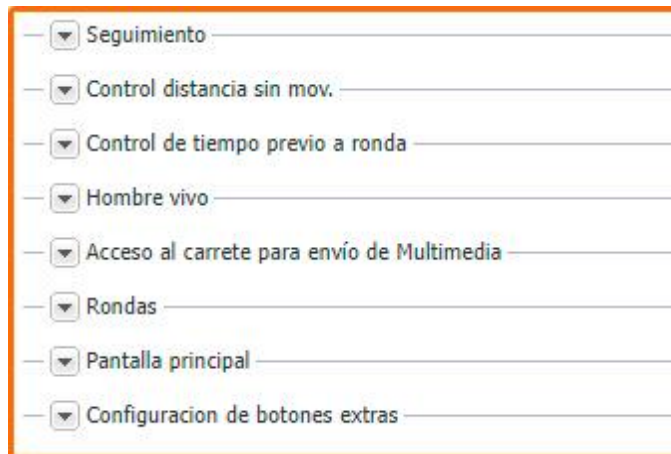 Seguimiento
Control distancia sin mov.
Control de tiempo previo a ronda
Hombre vivo
Acceso al carrete para envío de Multimedia
Rondas
Pantalla principal
Configuracion de botones extras